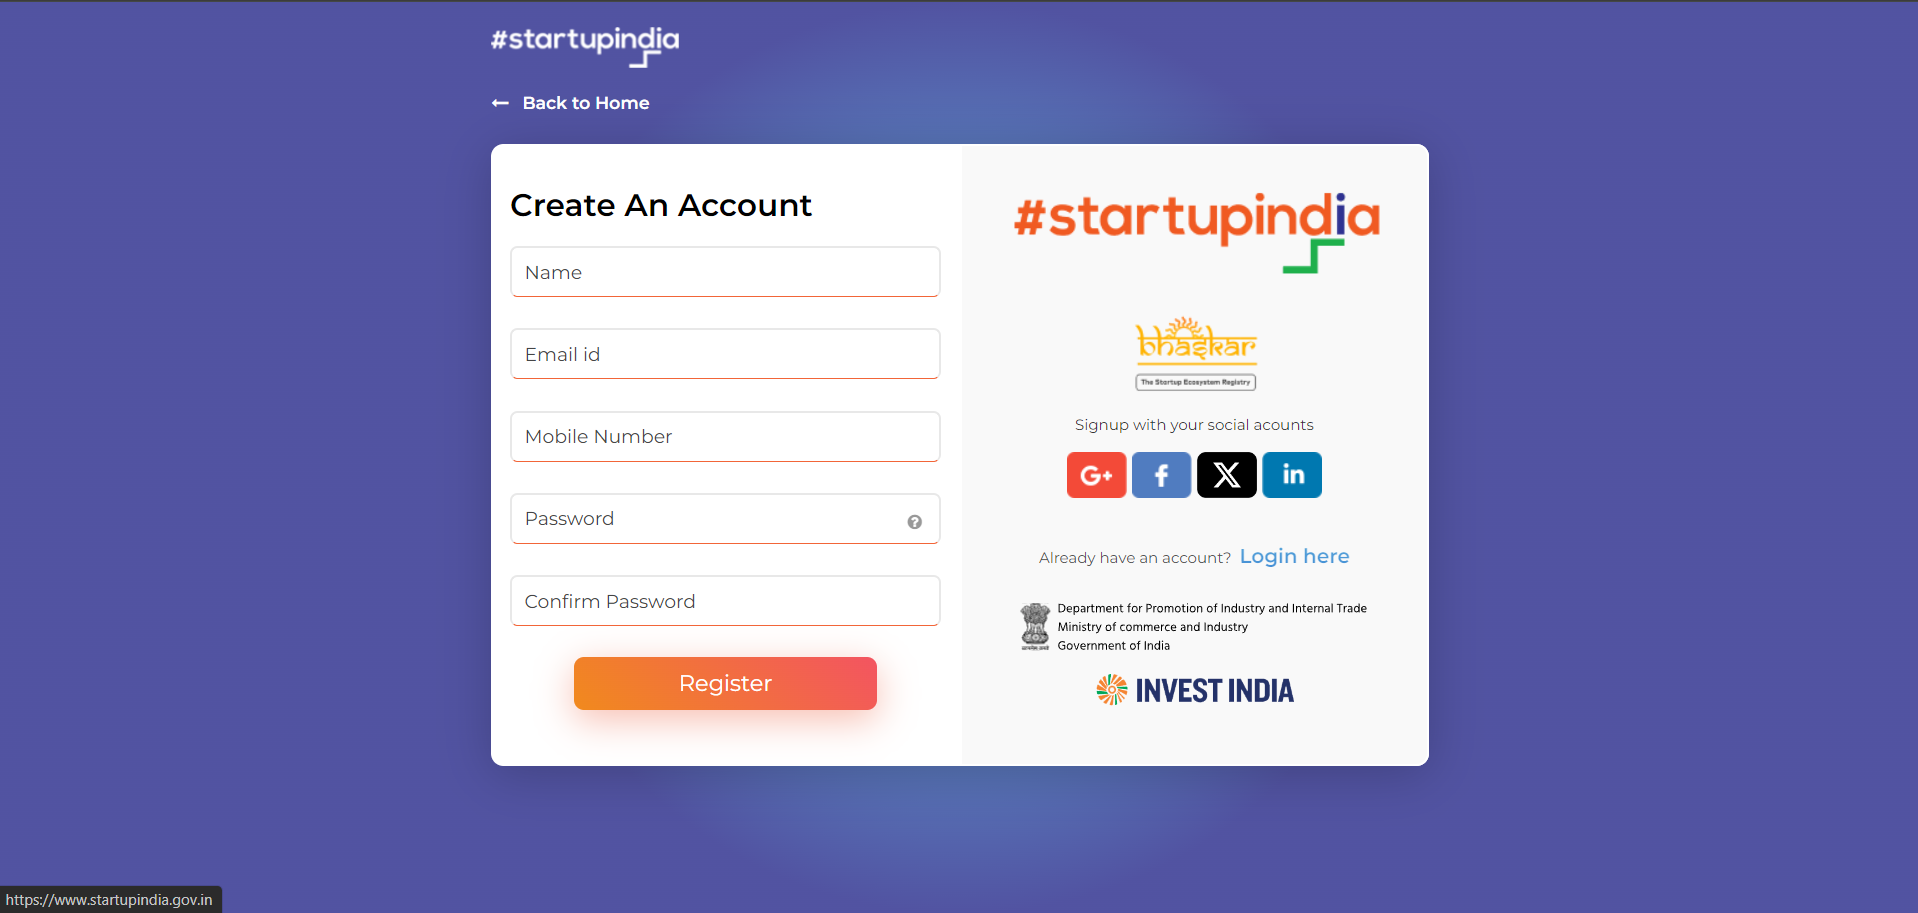 #startupindia
← Back to Home
Create An Account
Name
Email id
Mobile Number
Password
?
Confirm Password
Register
#startupindia
bhaskar
The Startup Ecosystem Registry
Signup with your social acounts
G+ f X in
Already have an account? Login here
Department for Promotion of Industry and Internal Trade
Ministry of commerce and Industry
Government of India
INVEST INDIA
https://www.startupindia.gov.in